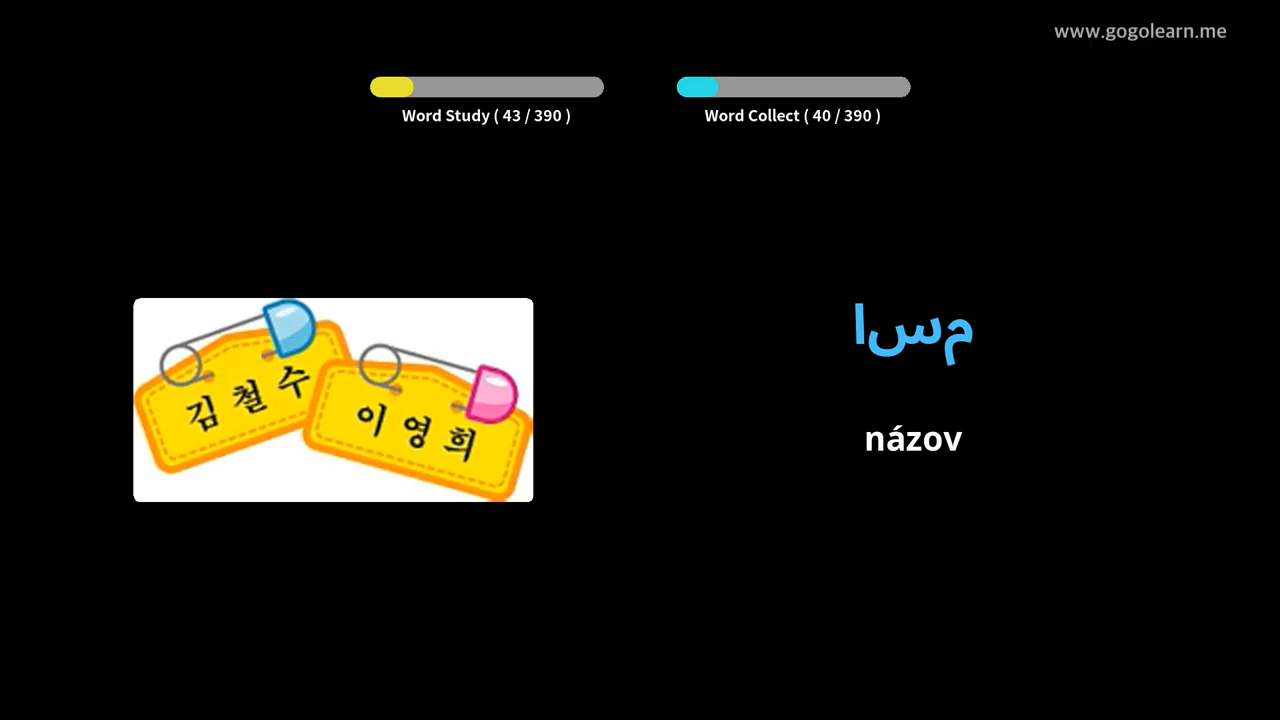 www.gogolearn.me
Word Study ( 43 / 390 )
Word Collect ( 40 / 390 )
김철수
이영희
اسم
názov